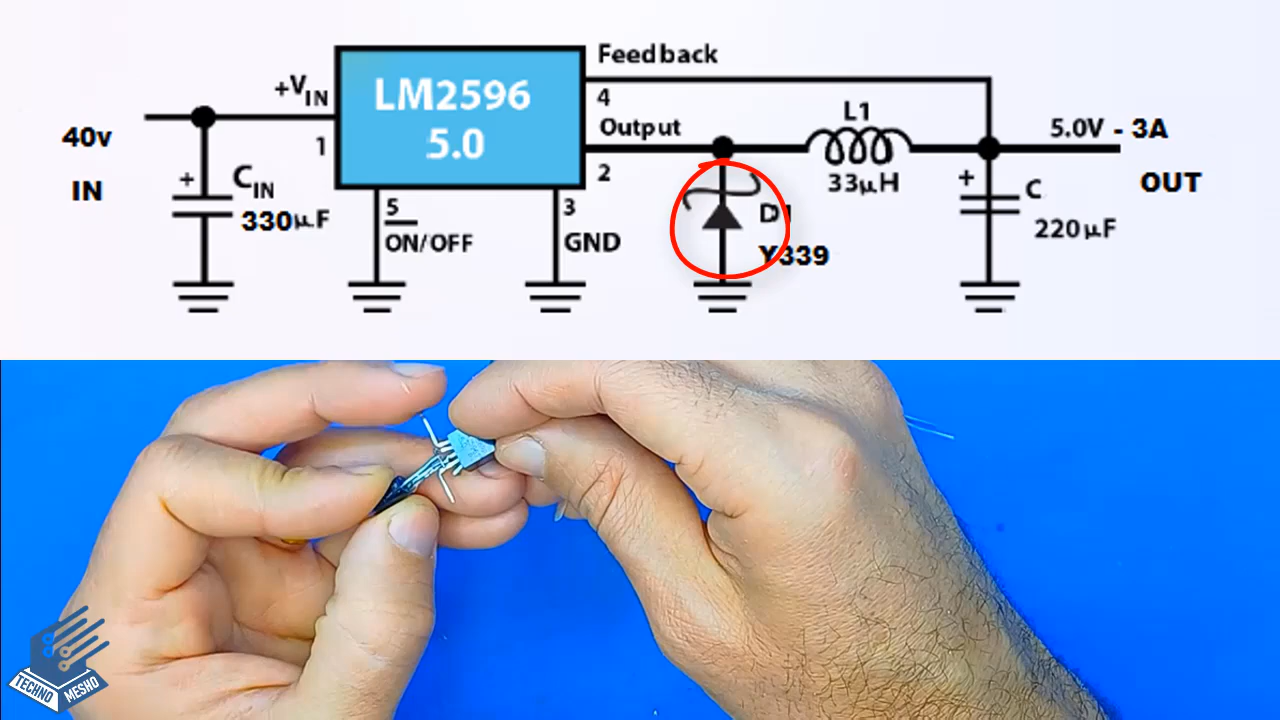 Feedback
+VIN
LM2596
5.0
4
Output
L1
5.0V - 3A
40v
IN
1
2
+
CIN
330µF
5
ON/OFF
3
GND
D1
Y339
33µH
+
C
220µF
OUT
TECHNO
MESHO